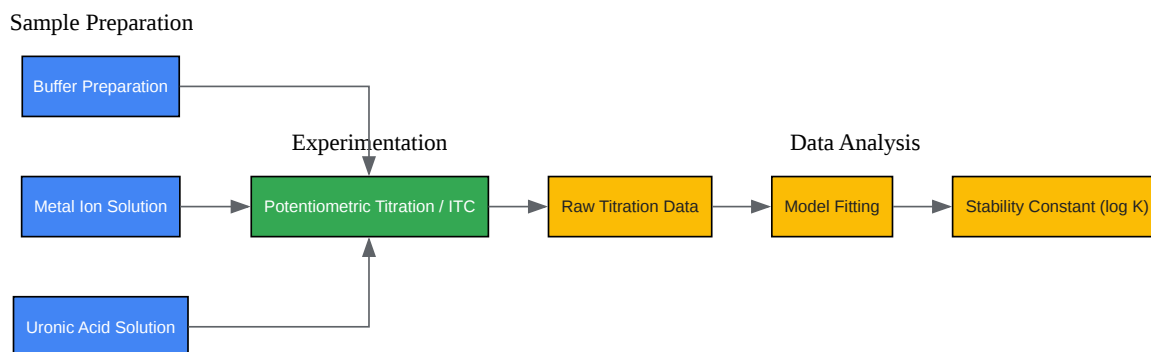 Sample Preparation
Buffer Preparation
Experimentation
Data Analysis
Metal Ion Solution
Potentiometric Titration / ITC
Raw Titration Data
Model Fitting
Stability Constant (log K)
Uronic Acid Solution